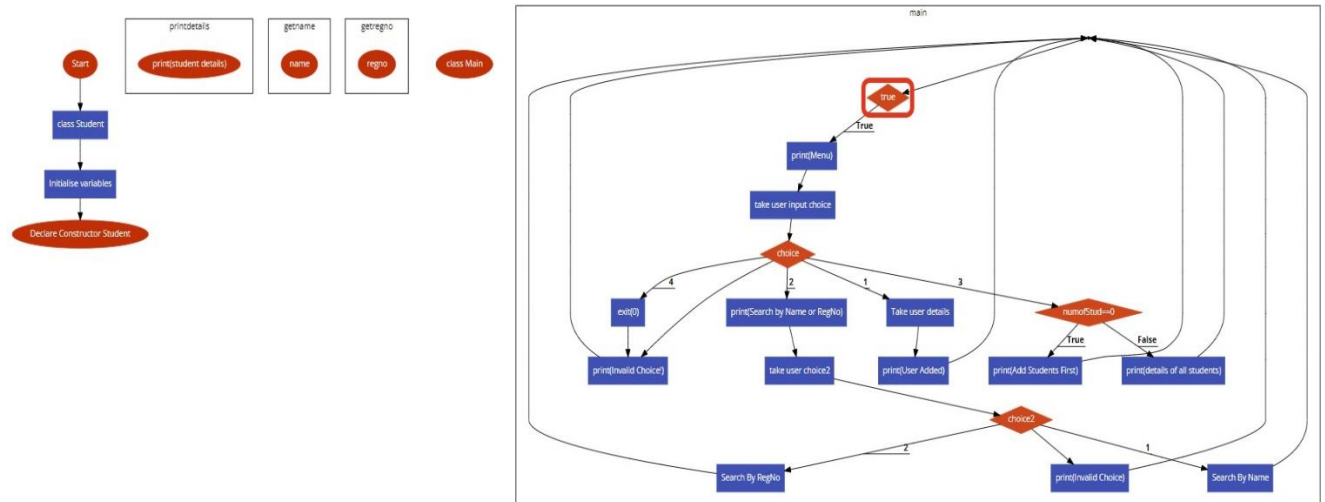 printdetails
getname
getregno
main
Start
print(student details)
name
regno
class Main
class Student
Initialise variables
Declare Constructor Student
true
True
print(Menu)
take user input choice
choice
4
2
1
3
exit(0)
print(Search by Name or RegNo)
Take user details
numofStud==0
True
False
print(Invalid Choice!)
take user choice2
print(User Added)
print(Add Students First)
print(details of all students)
choice2
2
1
Search By RegNo
print(Invalid Choice)
Search By Name